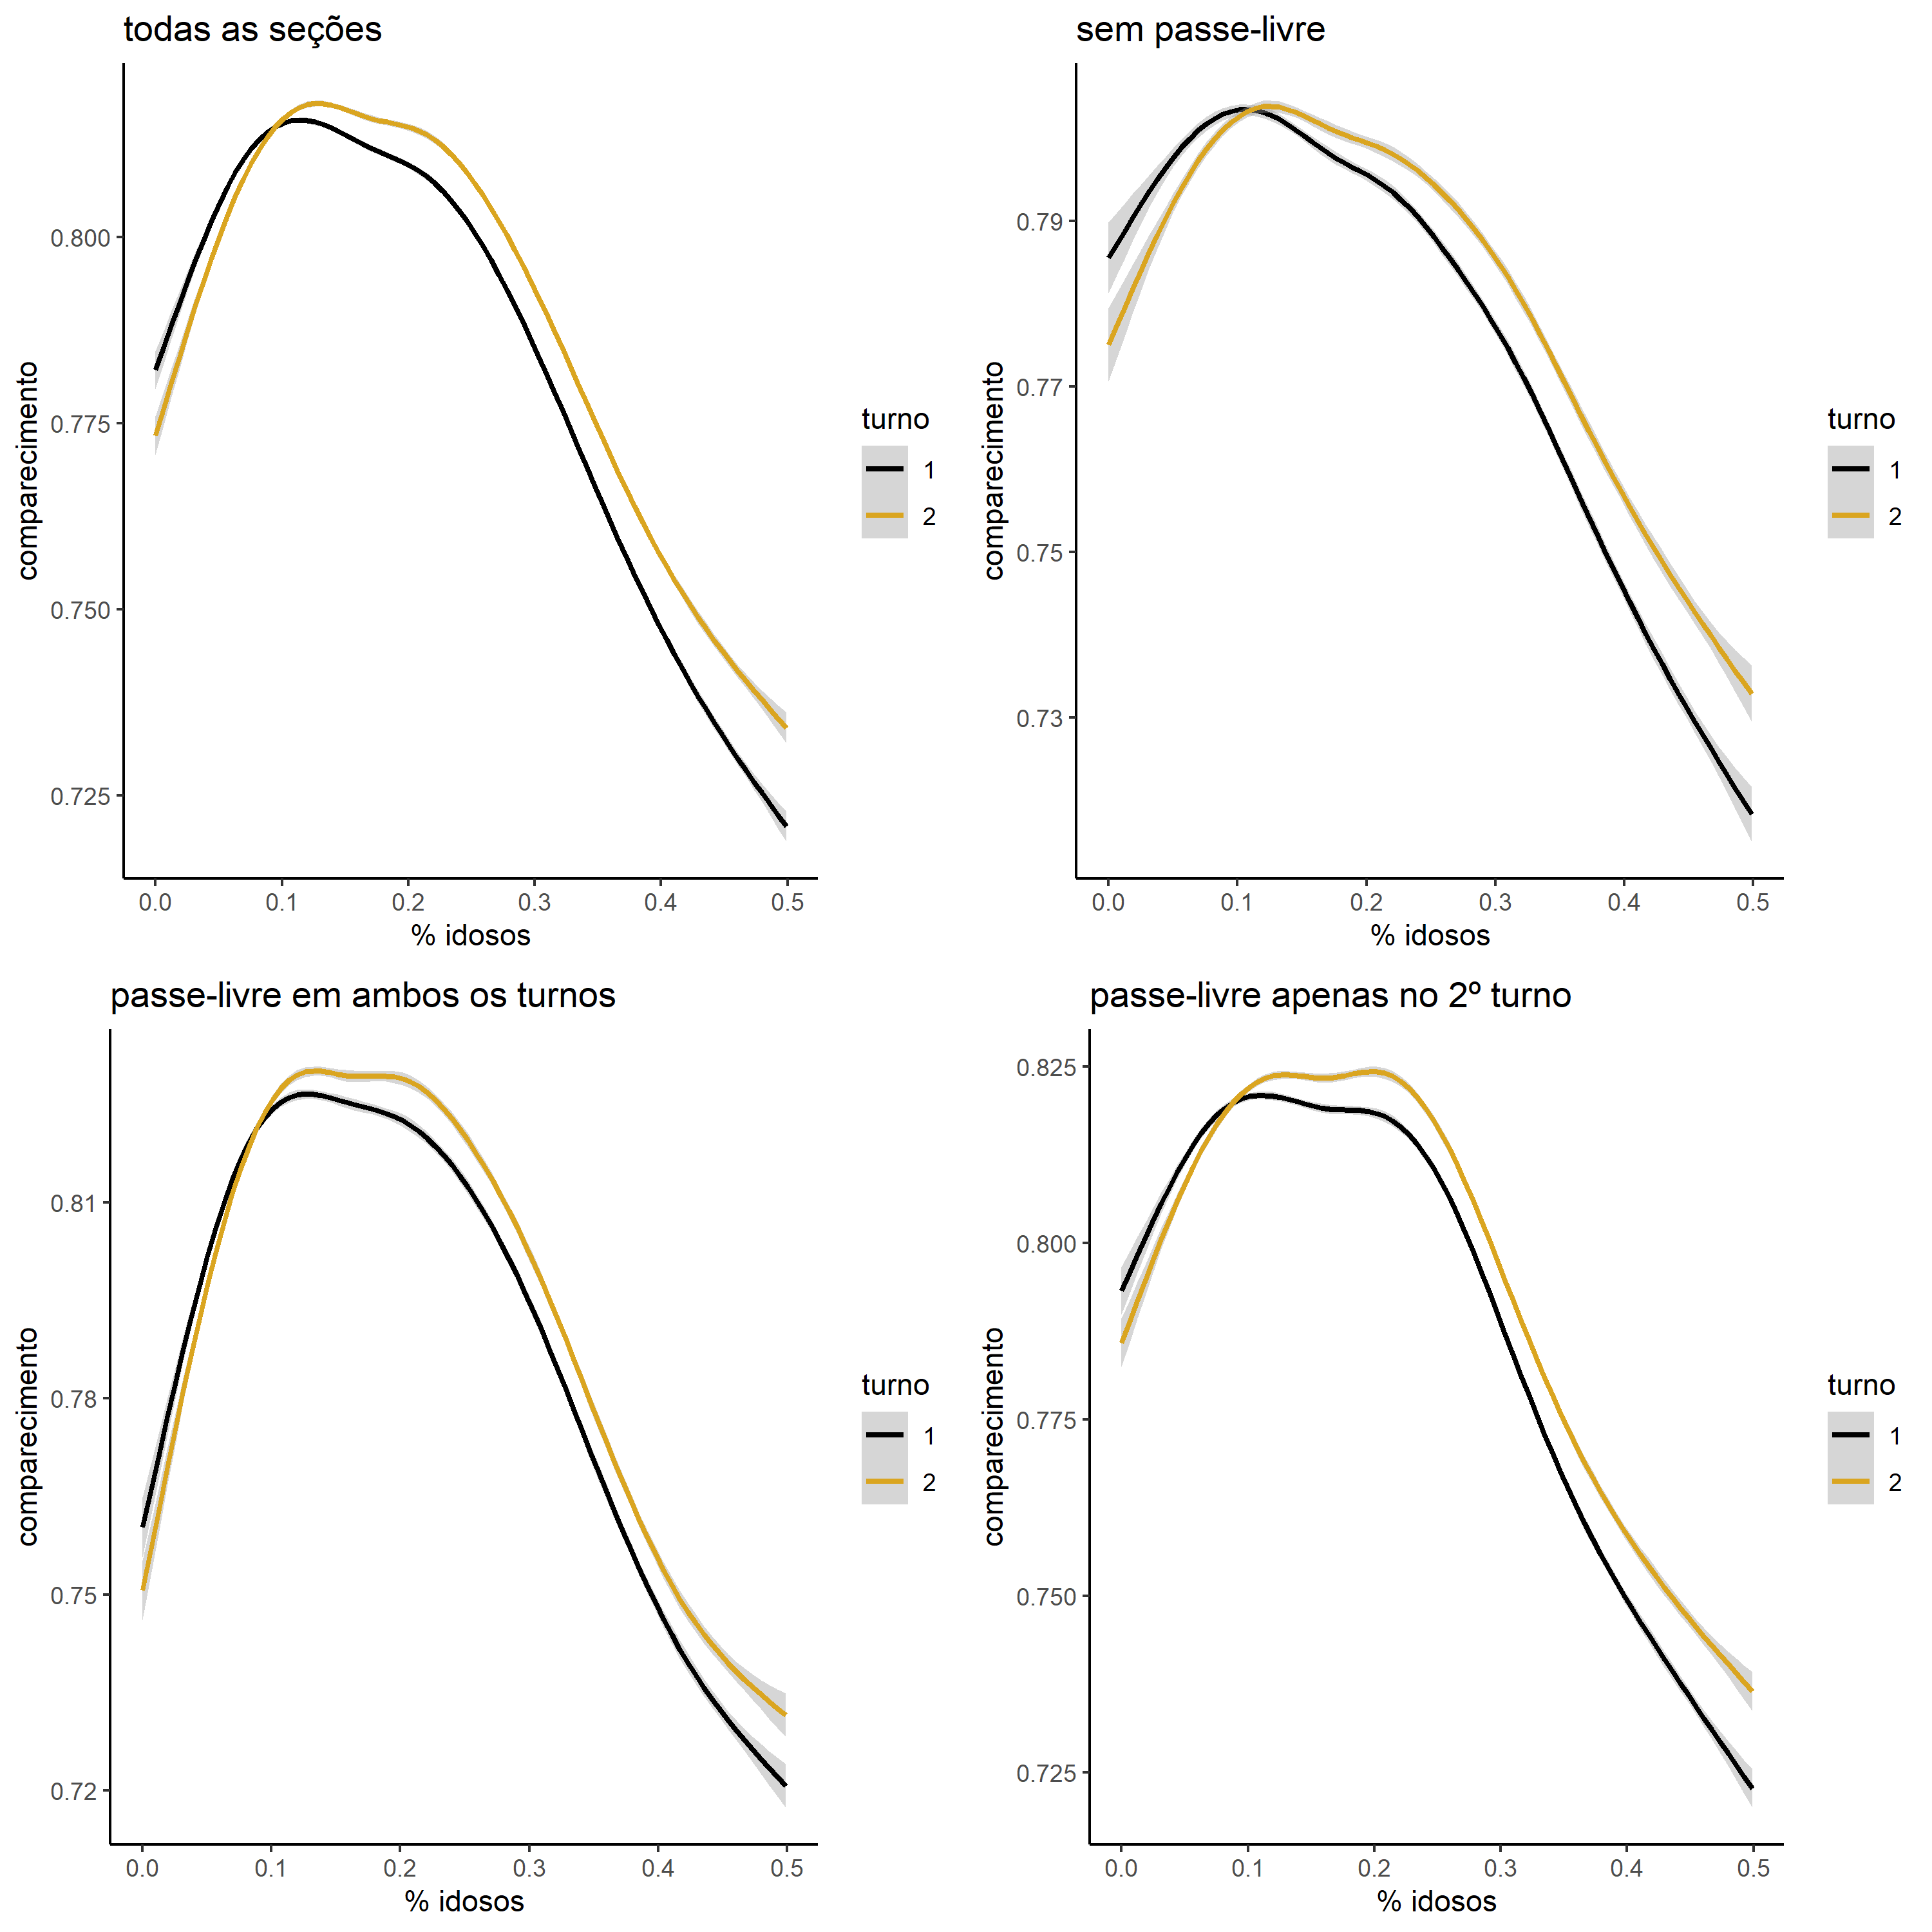 todas as seções
comparecimento
0.800
0.775
0.750
0.725
0.0 0.1 0.2 0.3 0.4 0.5
% idosos
turno
1
2
sem passe-livre
comparecimento
0.79
0.77
0.75
0.73
0.0 0.1 0.2 0.3 0.4 0.5
% idosos
turno
1
2
passe-livre em ambos os turnos
comparecimento
0.81
0.78
0.75
0.72
0.0 0.1 0.2 0.3 0.4 0.5
% idosos
turno
1
2
passe-livre apenas no 2º turno
comparecimento
0.825
0.800
0.775
0.750
0.725
0.0 0.1 0.2 0.3 0.4 0.5
% idosos
turno
1
2